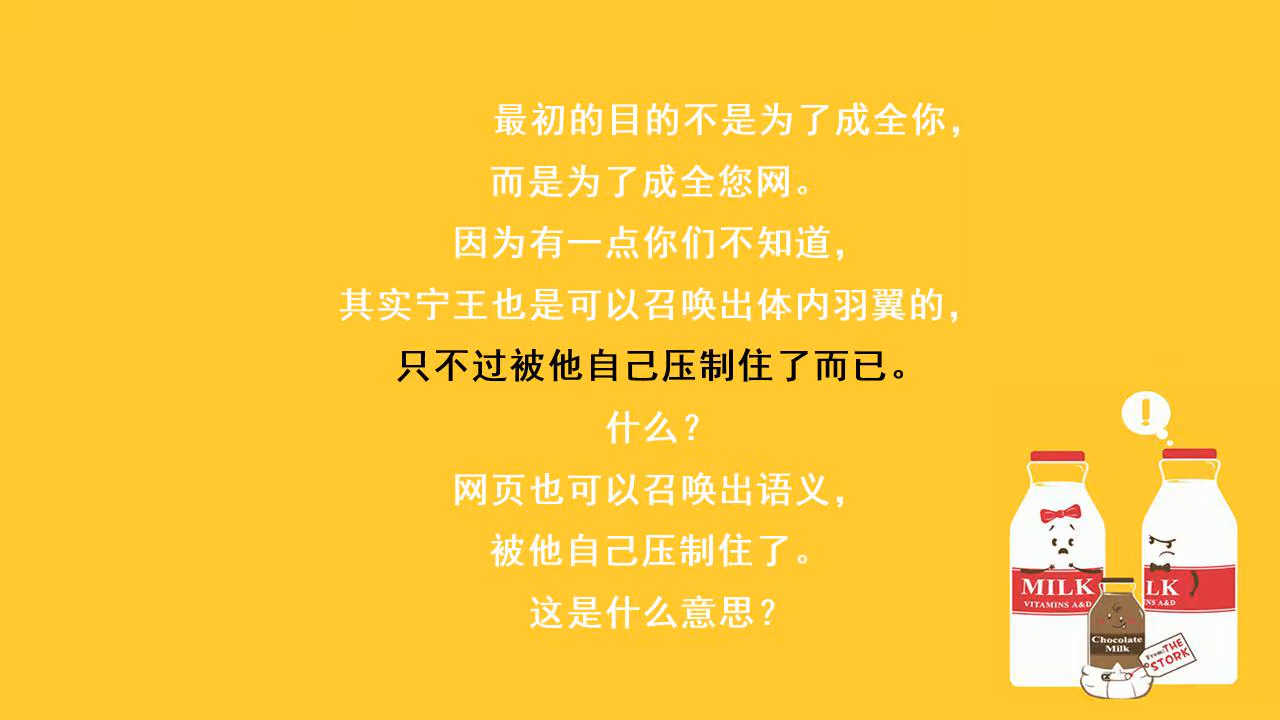 最初的目的不是为了成全你，
而是为了成全您网。
因为有一点你们不知道，
其实宁王也是可以召唤出体内羽翼的，
只不过被他自己压制住了而已。
什么？
网页也可以召唤出语义，
被他自己压制住了。
这是什么意思？
!
MILK
VITAMINS A&D
LK
NS A&D
Chocolate
Milk
From: THE
STORK